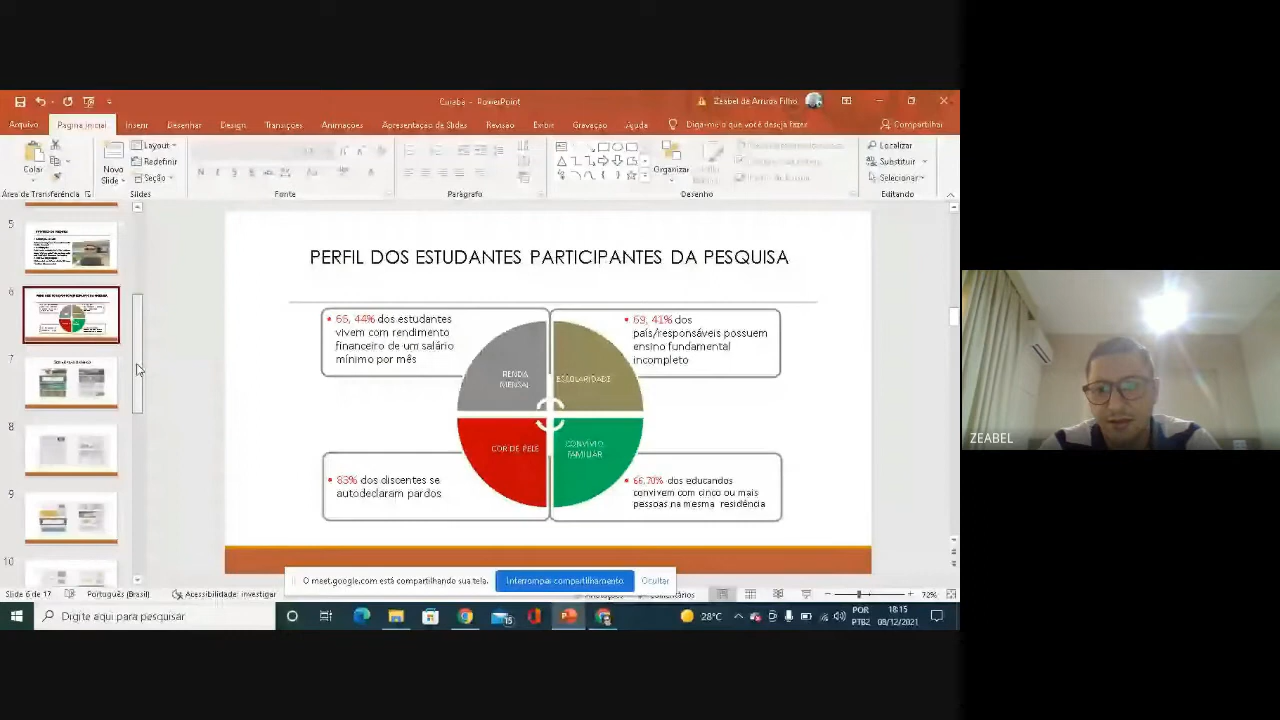 Curaba - PowerPoint
Zeabel de Arruda Filho
Arquivo Página Inicial Inserir Desenhar Design Transições Animações Apresentação de Slides Revisão Exibir Gravação Ajuda Diga-me o que você deseja fazer Compartilhar
Colar
Novo
Slide
Layout
Redefinir
Seção
Organizar
Localizar
Substituir
Selecionar
Área de Transferência Slides Fonte Parágrafo Desenho Editando
5
6
7
8
9
10
PERFIL DOS ESTUDANTES PARTICIPANTES DA PESQUISA
• 66, 44% dos estudantes
vivem com rendimento
financeiro de um salário
mínimo por mês
• 69, 41% dos
país/responsáveis possuem
ensino fundamental
incompleto
RENDA
MENSAL
ESCOLARIDADE
COR DE PELE
CONVÍVIO
FAMILIAR
• 83% dos discentes se
autodeclaram pardos
• 66,70% dos educandos
convivem com cinco ou mais
pessoas na mesma residência
O meet.google.com está compartilhando sua tela.
Interromper compartilhamento
Ocultar
Slide 6 de 17 Português (Brasil) Acessibilidade: investigar
72%
Digite aqui para pesquisar
15
28°C
POR
PTB2
18:15
08/12/2021
ZEABEL